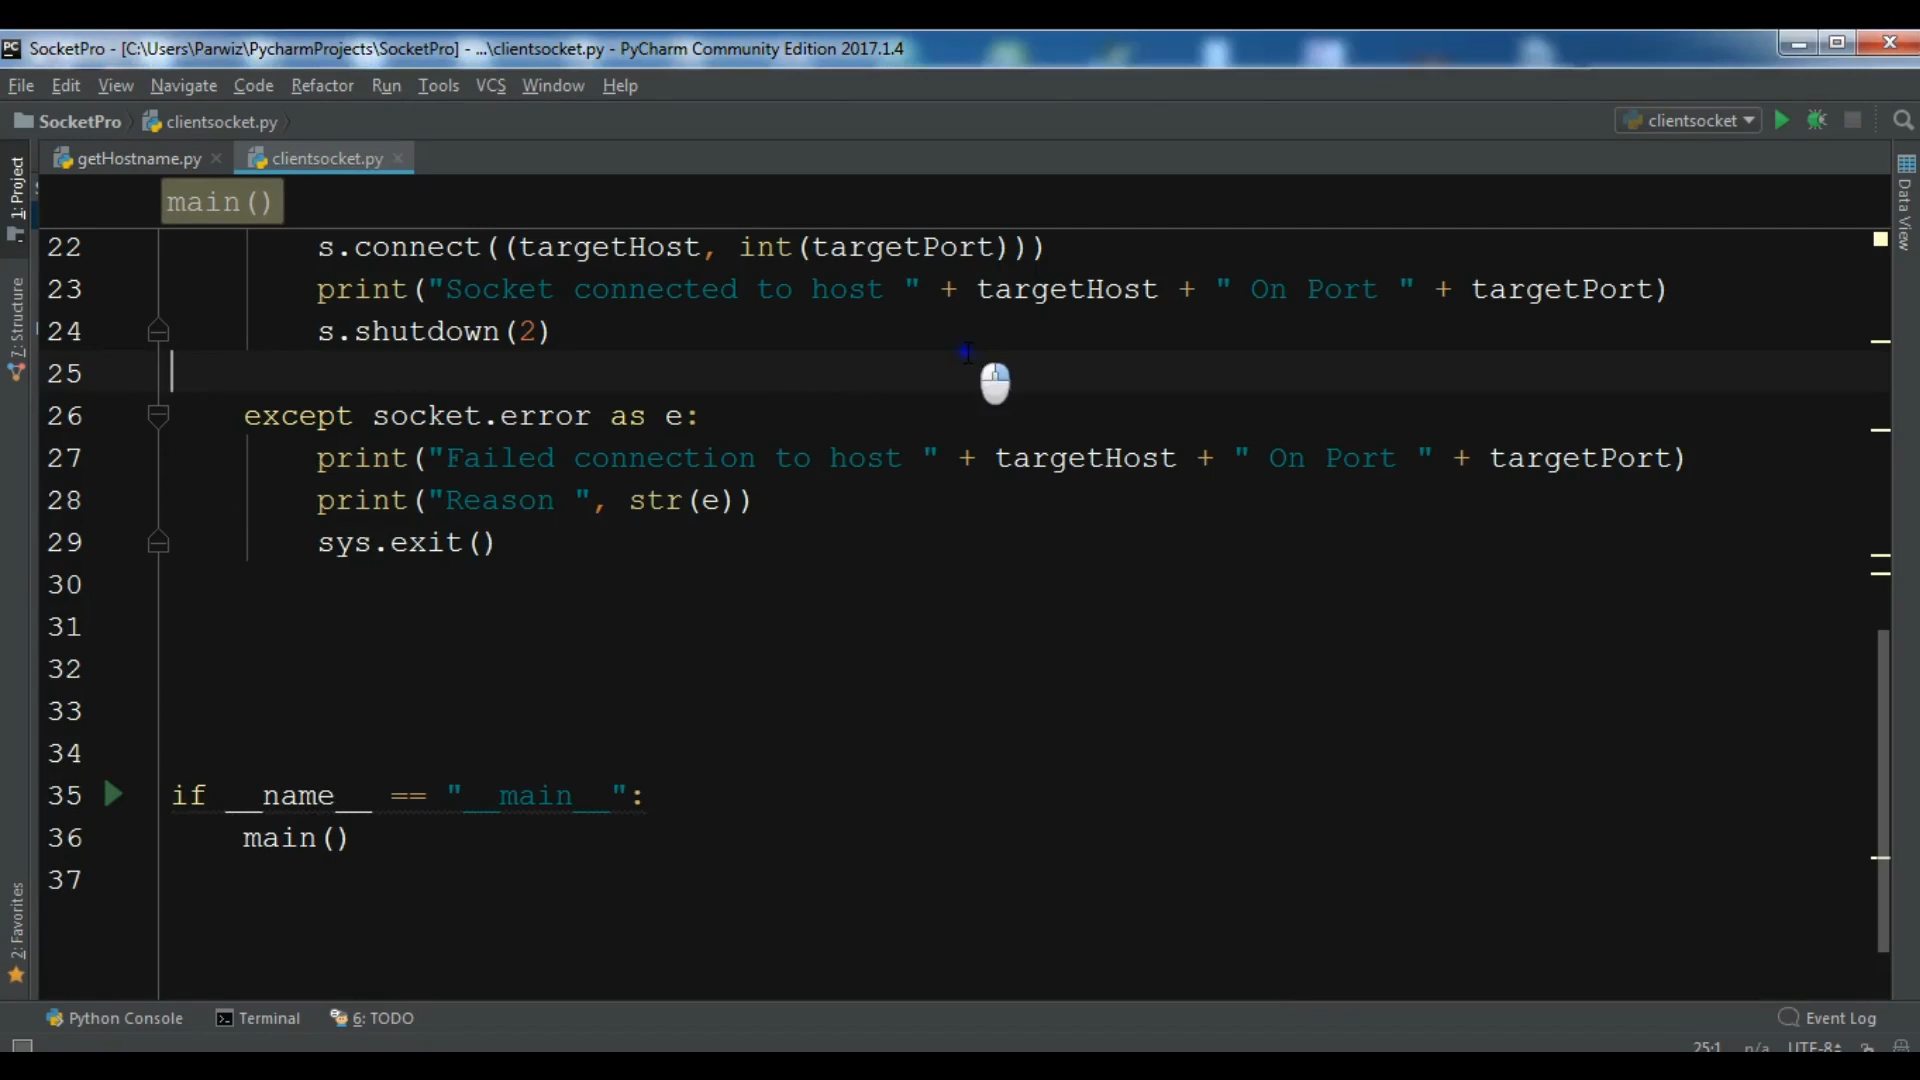 SocketPro - [C:\Users\Parwiz\PycharmProjects\SocketPro] - ...\clientsocket.py - PyCharm Community Edition 2017.1.4
File Edit View Navigate Code Refactor Run Tools VCS Window Help
SocketPro clientsocket.py clientsocket
getHostname.py clientsocket.py
1: Project
7: Structure
2: Favorites
Data View
main()
22 s.connect((targetHost, int(targetPort)))
23 print("Socket connected to host " + targetHost + " On Port " + targetPort)
24 s.shutdown(2)
25
26 except socket.error as e:
27 print("Failed connection to host " + targetHost + " On Port " + targetPort)
28 print("Reason ", str(e))
29 sys.exit()
30
31
32
33
34
35 if __name__ == "__main__":
36 main()
37
Python Console Terminal 6: TODO Event Log
25:1 n/a UTF-8